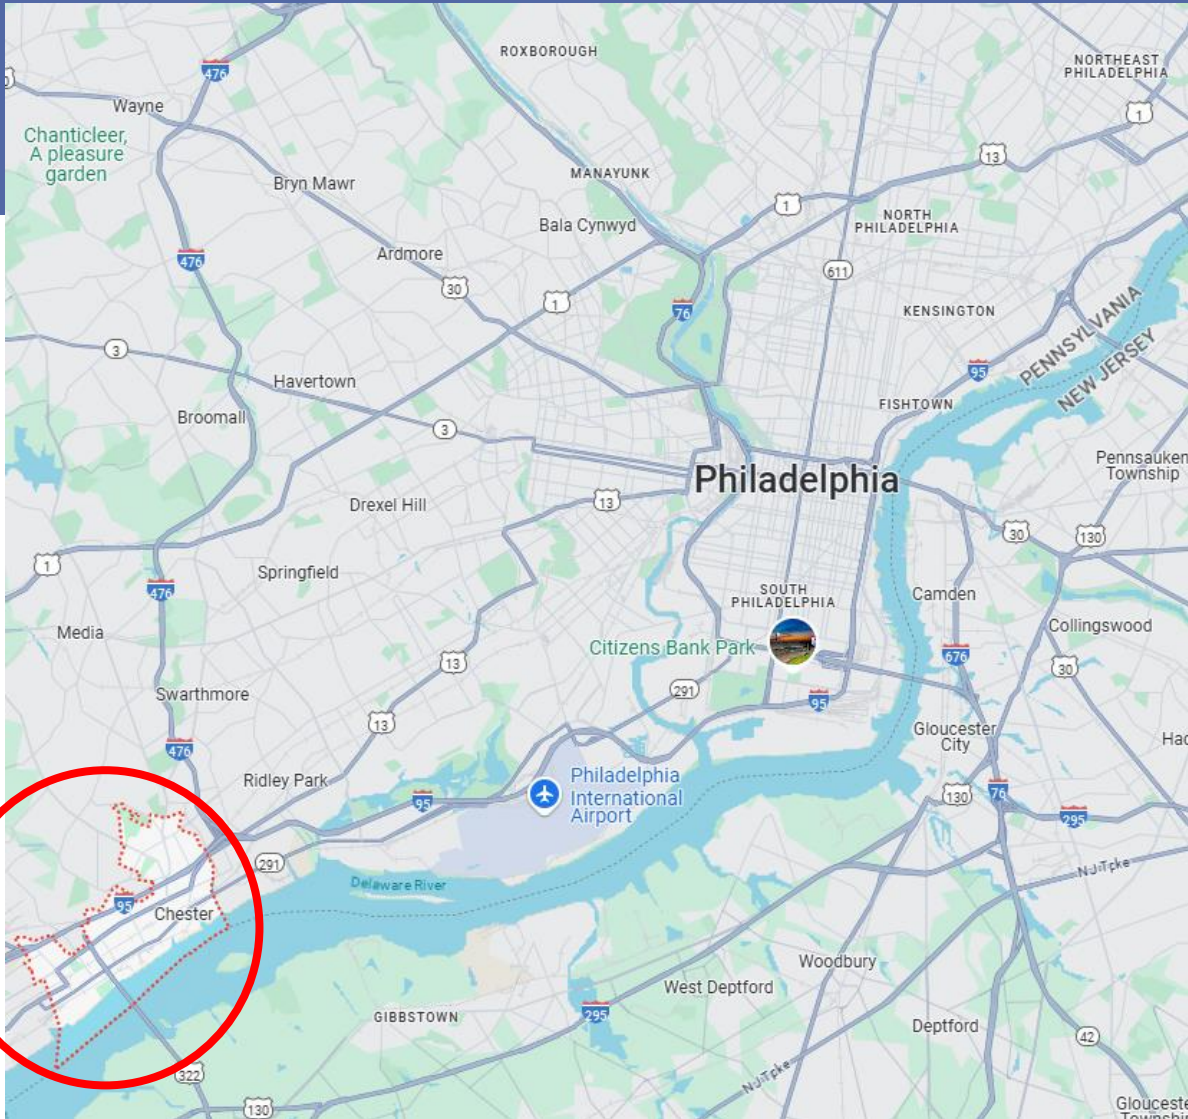 ROXBOROUGH
NORTHEAST
PHILADELPHIA
476
Wayne
1
Chanticleer,
A pleasure
garden
13
MANAYUNK
Bryn Mawr
1
NORTH
PHILADELPHIA
Bala Cynwyd
Ardmore
476
611
30
1
76
KENSINGTON
PENNSYLVANIA
NEW JERSEY
3
95
Havertown
FISHTOWN
Broomall
3
Pennsauken
Township
Philadelphia
13
Drexel Hill
30
130
1
Springfield
476
SOUTH
PHILADELPHIA
Camden
Media
Collingswood
Citizens Bank Park
676
13
30
291
Swarthmore
95
13
Gloucester
City
476
Had
Ridley Park
Philadelphia
International
Airport
95
130
76
295
291
NJ Tpke
Delaware River
95
Chester
Woodbury
West Deptford
295
GIBBSTOWN
Deptford
42
322
NJ Tpke
130
Glouceste
Township